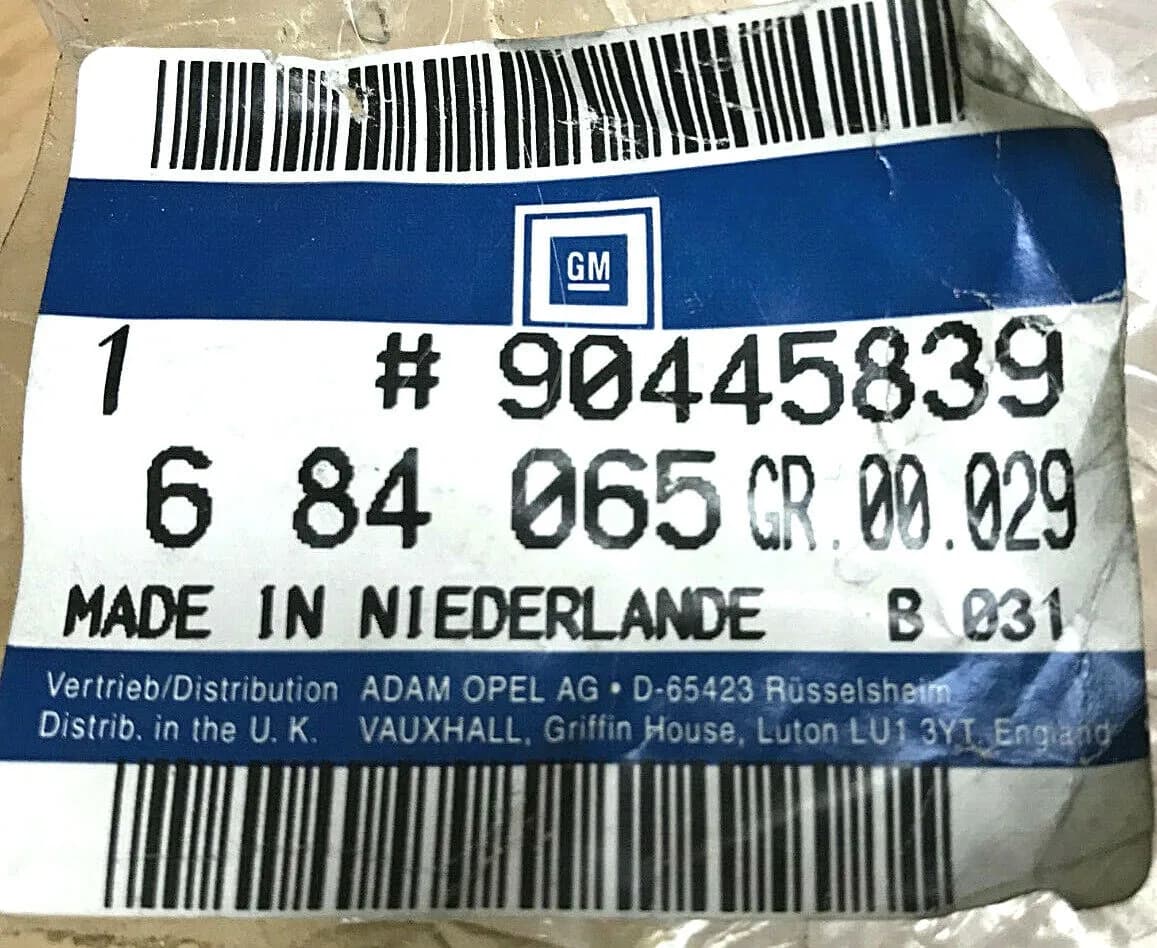 GM
1 # 90445839
6 84 065 GR.00.029
MADE IN NIEDERLANDE B 031
Vertrieb/Distribution ADAM OPEL AG • D-65423 Rüsselsheim
Distrib. in the U. K. VAUXHALL, Griffin House, Luton LU1 3YT, England